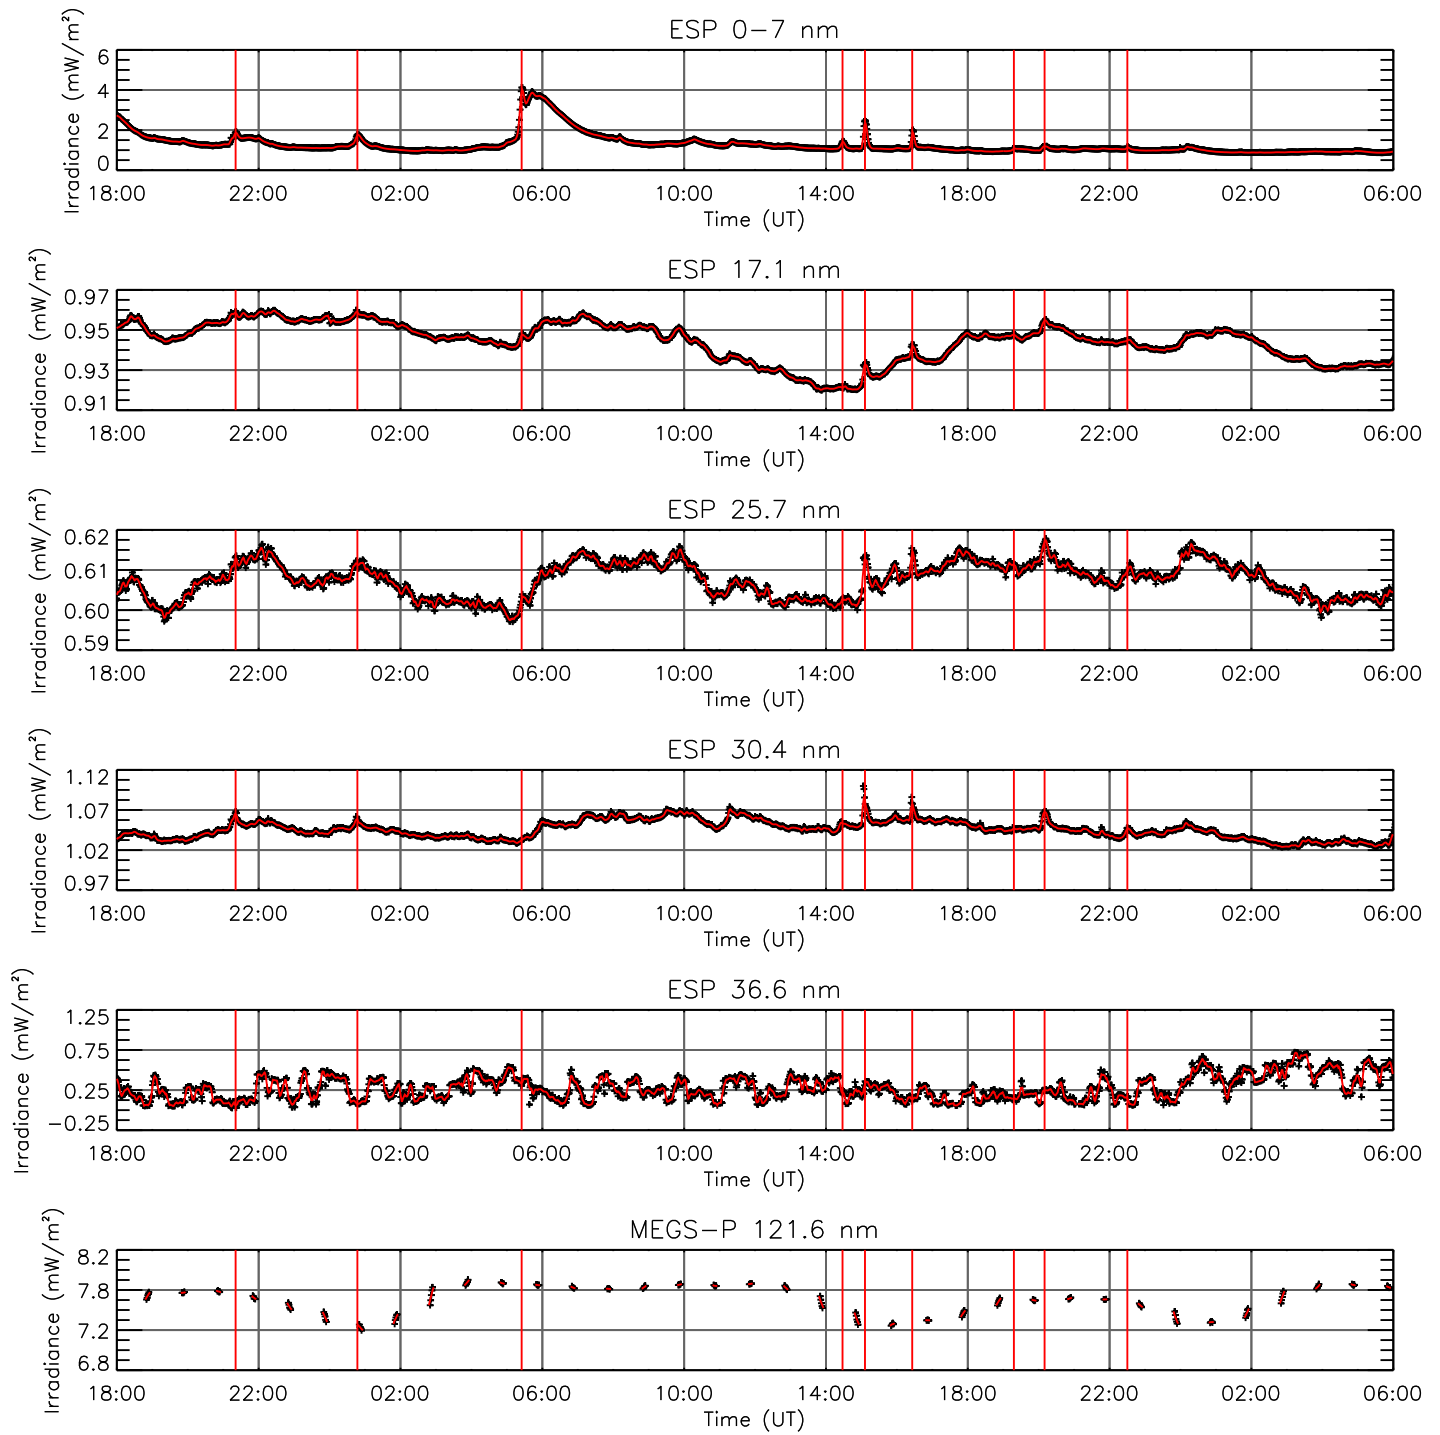 ESP 0-7 nm
Irradiance (mW/m²)
6
4
2
0
18:00 22:00 02:00 06:00 10:00 14:00 18:00 22:00 02:00 06:00
Time (UT)
ESP 17.1 nm
Irradiance (mW/m²)
0.97
0.95
0.93
0.91
18:00 22:00 02:00 06:00 10:00 14:00 18:00 22:00 02:00 06:00
Time (UT)
ESP 25.7 nm
Irradiance (mW/m²)
0.62
0.61
0.60
0.59
18:00 22:00 02:00 06:00 10:00 14:00 18:00 22:00 02:00 06:00
Time (UT)
ESP 30.4 nm
Irradiance (mW/m²)
1.12
1.07
1.02
0.97
18:00 22:00 02:00 06:00 10:00 14:00 18:00 22:00 02:00 06:00
Time (UT)
ESP 36.6 nm
Irradiance (mW/m²)
1.25
0.75
0.25
-0.25
18:00 22:00 02:00 06:00 10:00 14:00 18:00 22:00 02:00 06:00
Time (UT)
MEGS-P 121.6 nm
Irradiance (mW/m²)
8.2
7.8
7.2
6.8
18:00 22:00 02:00 06:00 10:00 14:00 18:00 22:00 02:00 06:00
Time (UT)